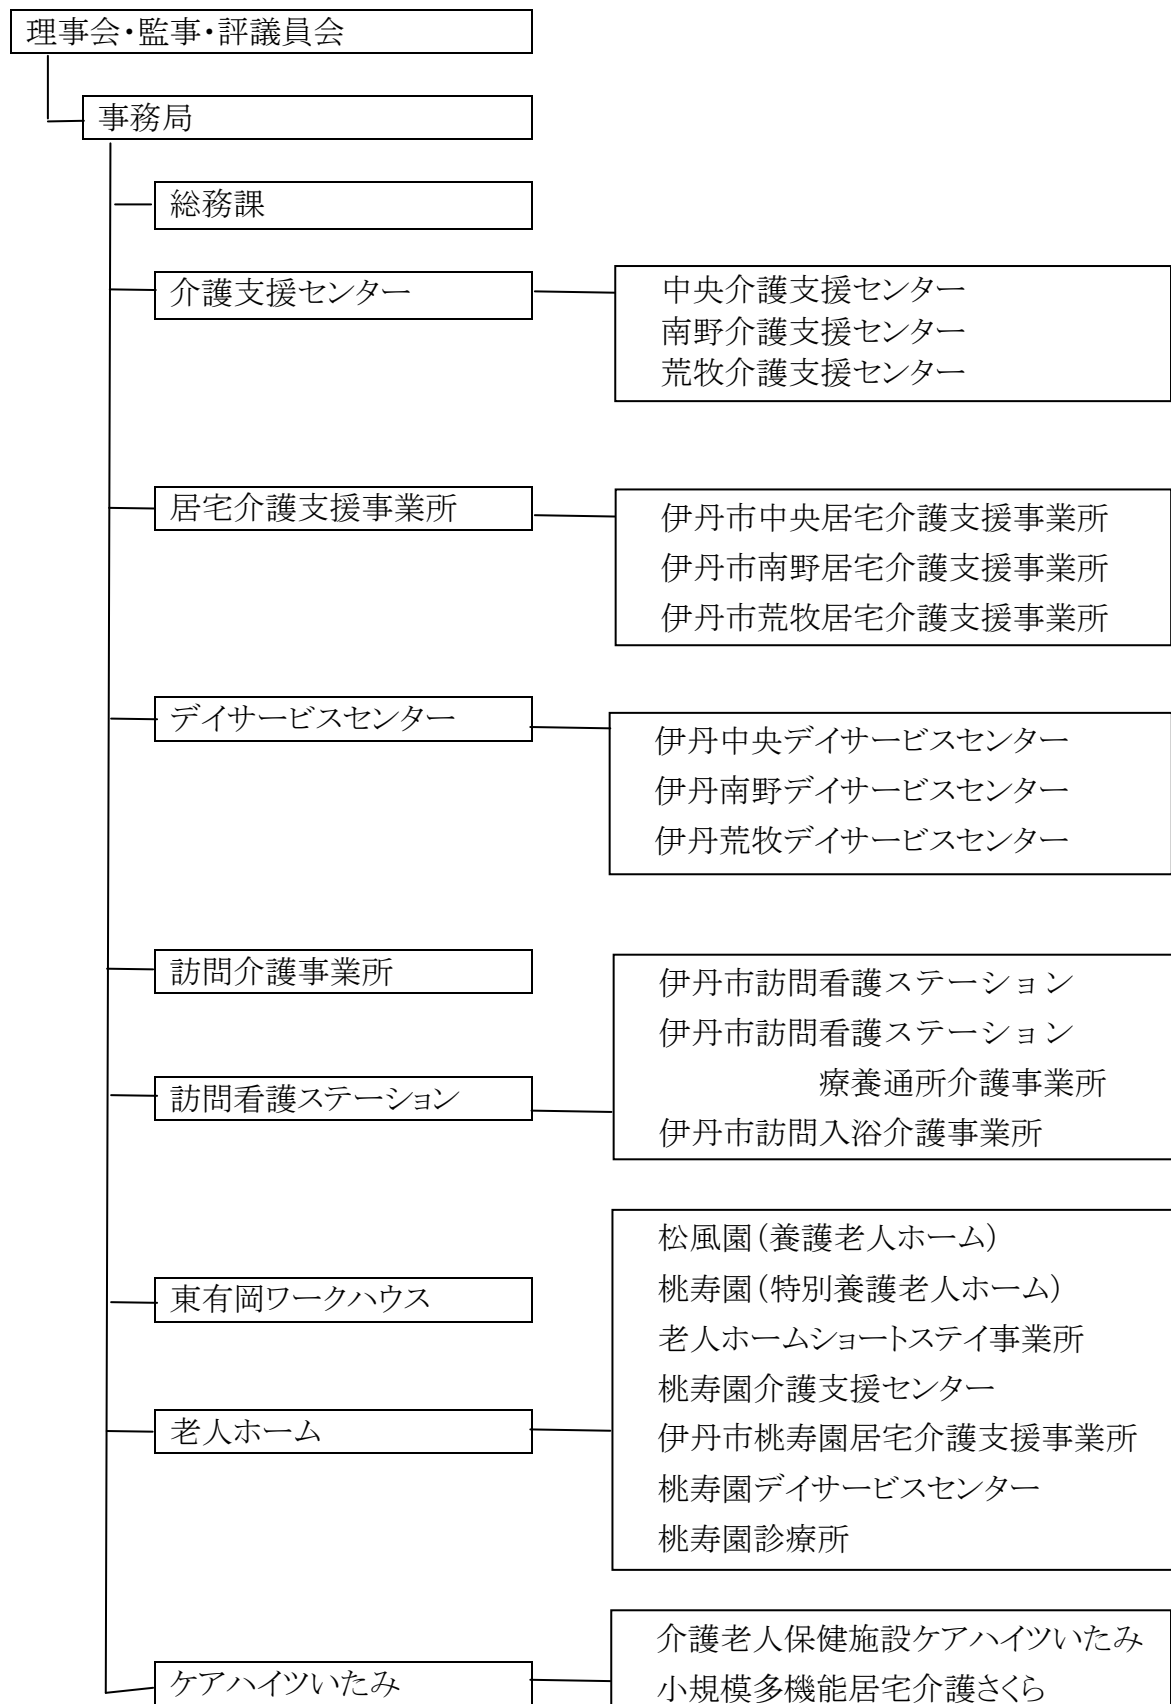 理事会・監事・評議員会
事務局
総務課
介護支援センター
中央介護支援センター
南野介護支援センター
荒牧介護支援センター
居宅介護支援事業所
伊丹市中央居宅介護支援事業所
伊丹市南野居宅介護支援事業所
伊丹市荒牧居宅介護支援事業所
デイサービスセンター
伊丹中央デイサービスセンター
伊丹南野デイサービスセンター
伊丹荒牧デイサービスセンター
訪問介護事業所
訪問看護ステーション
伊丹市訪問看護ステーション
伊丹市訪問看護ステーション
療養通所介護事業所
伊丹市訪問入浴介護事業所
東有岡ワークハウス
老人ホーム
松風園(養護老人ホーム)
桃寿園(特別養護老人ホーム)
老人ホームショートステイ事業所
桃寿園介護支援センター
伊丹市桃寿園居宅介護支援事業所
桃寿園デイサービスセンター
桃寿園診療所
ケアハイツいたみ
介護老人保健施設ケアハイツいたみ
小規模多機能居宅介護さくら